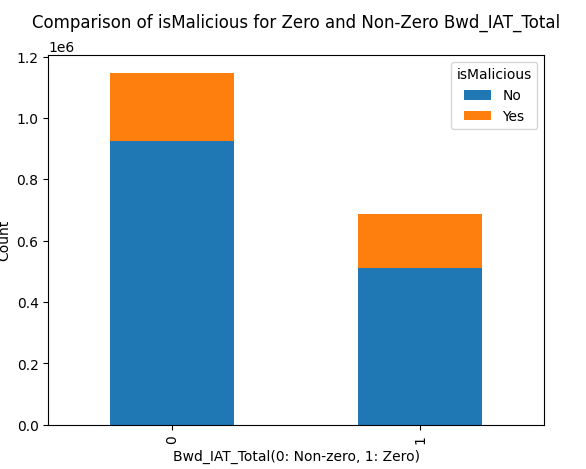 Comparison of isMalicious for Zero and Non-Zero Bwd_IAT_Total
1e6
1.2
1.0
0.8
0.6
0.4
0.2
0.0
Count
isMalicious
No
Yes
0
1
Bwd_IAT_Total(0: Non-zero, 1: Zero)